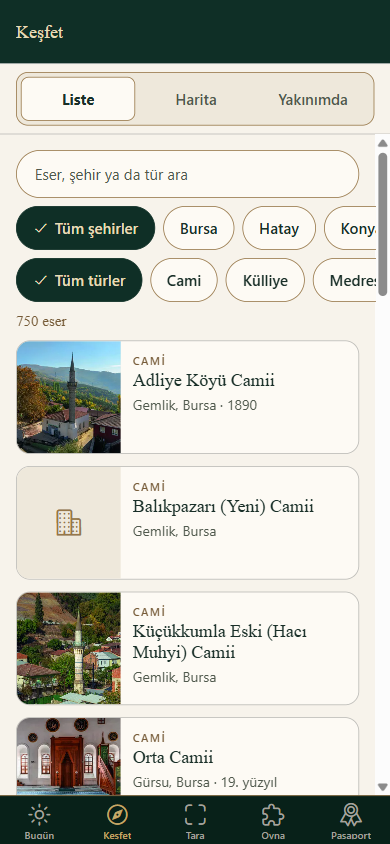 Keşfet
Liste
Harita
Yakınımda
Eser, şehir ya da tür ara
Tüm şehirler
Bursa
Hatay
Kony
Tüm türler
Cami
Külliye
Medres
750 eser
CAMİ
Adliye Köyü Camii
Gemlik, Bursa · 1890
CAMİ
Balıkpazarı (Yeni) Camii
Gemlik, Bursa
CAMİ
Küçükkumla Eski (Hacı
Muhyi) Camii
Gemlik, Bursa
CAMİ
Orta Camii
Gürsu, Bursa · 19. yüzyıl
Bugün
Keşfet
Tara
Oyna
Pasaport